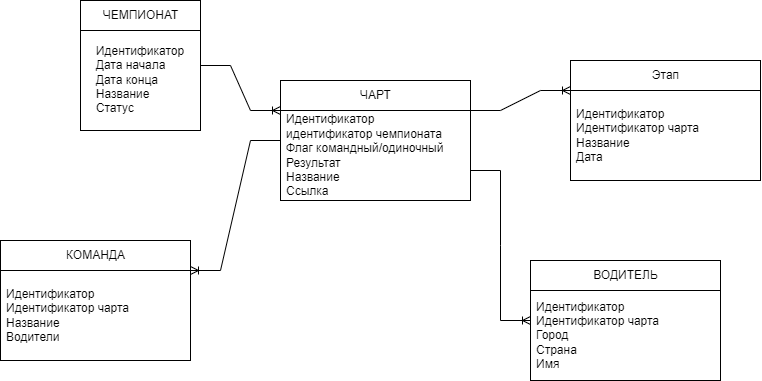 ЧЕМПИОНАТ
Идентификатор
Дата начала
Дата конца
Название
Статус
ЧАРТ
Идентификатор
идентификатор чемпионата
Флаг командный/одиночный
Результат
Название
Ссылка
Этап
Идентификатор
Идентификатор чарта
Название
Дата
КОМАНДА
Идентификатор
Идентификатор чарта
Название
Водители
ВОДИТЕЛЬ
Идентификатор
Идентификатор чарта
Город
Страна
Имя